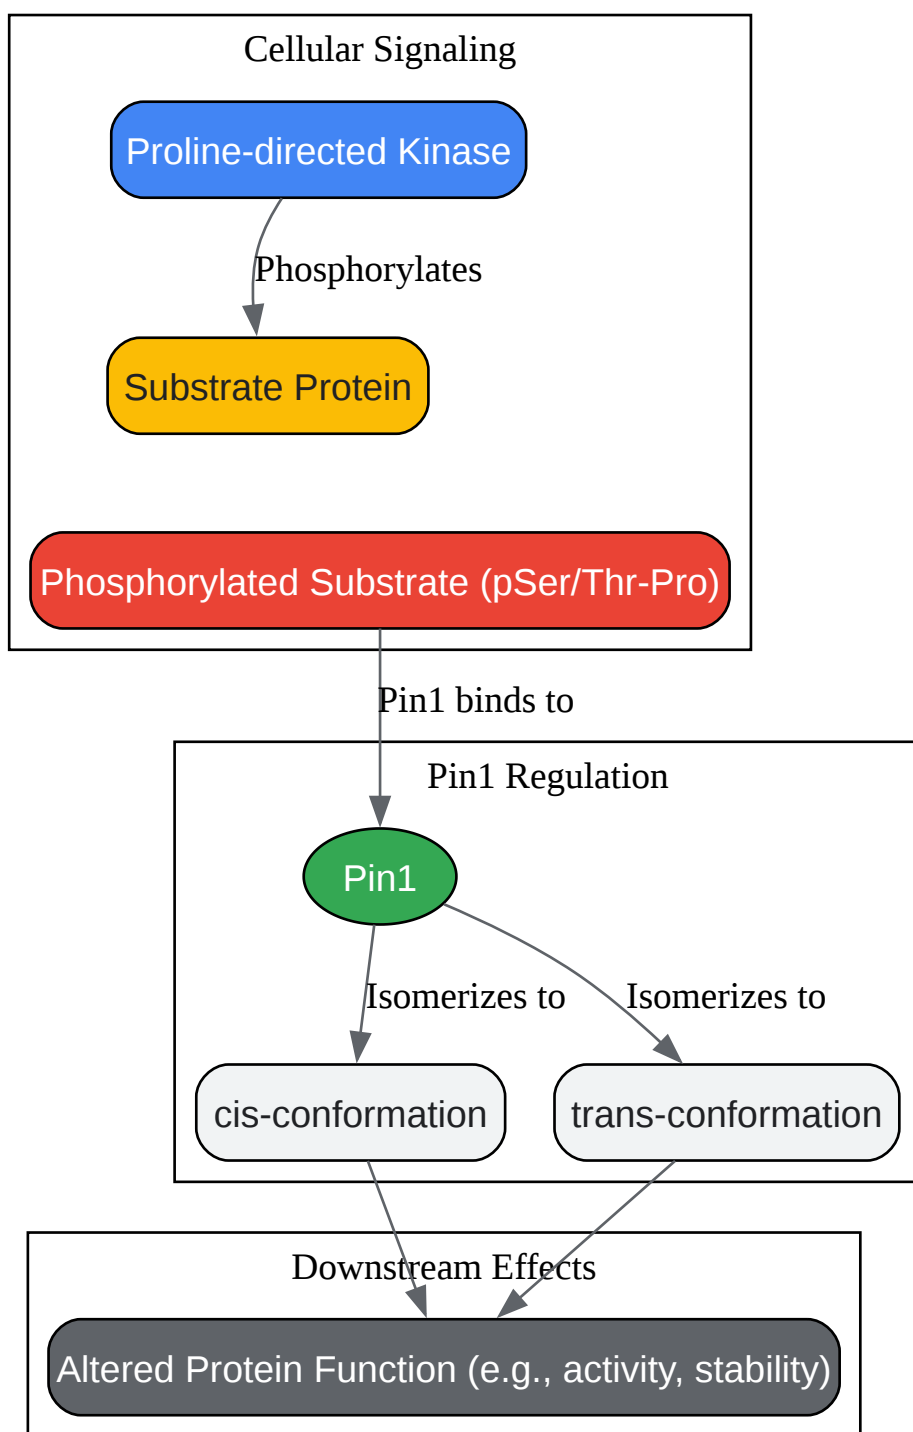 Cellular Signaling
Proline-directed Kinase
Phosphorylates
Substrate Protein
Phosphorylated Substrate (pSer/Thr-Pro)
Pin1 binds to
Pin1 Regulation
Pin1
Isomerizes to
Isomerizes to
cis-conformation
trans-conformation
Downstream Effects
Altered Protein Function (e.g., activity, stability)